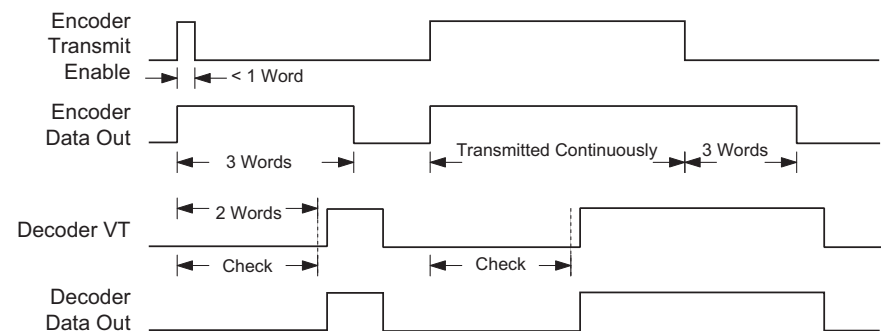 Encoder
Transmit
Enable
< 1 Word
Encoder
Data Out
3 Words
Transmitted Continuously
3 Words
Decoder VT
2 Words
Check
Check
Decoder
Data Out